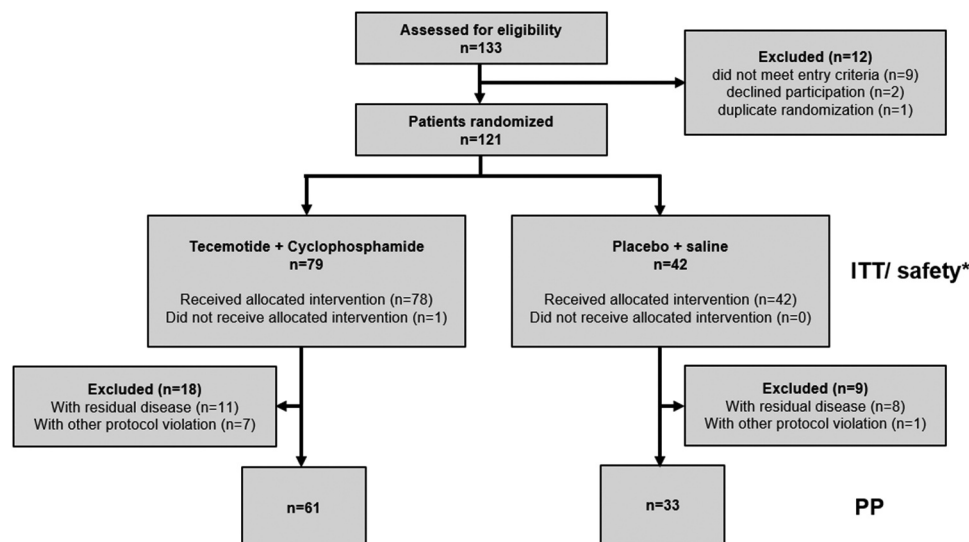 Assessed for eligibility
n=133
Excluded (n=12)
did not meet entry criteria (n=9)
declined participation (n=2)
duplicate randomization (n=1)
Patients randomized
n=121
Tecemotide + Cyclophosphamide
n=79
Received allocated intervention (n=78)
Did not receive allocated intervention (n=1)
Placebo + saline
n=42
Received allocated intervention (n=42)
Did not receive allocated intervention (n=0)
ITT/ safety*
Excluded (n=18)
With residual disease (n=11)
With other protocol violation (n=7)
Excluded (n=9)
With residual disease (n=8)
With other protocol violation (n=1)
n=61
n=33
PP